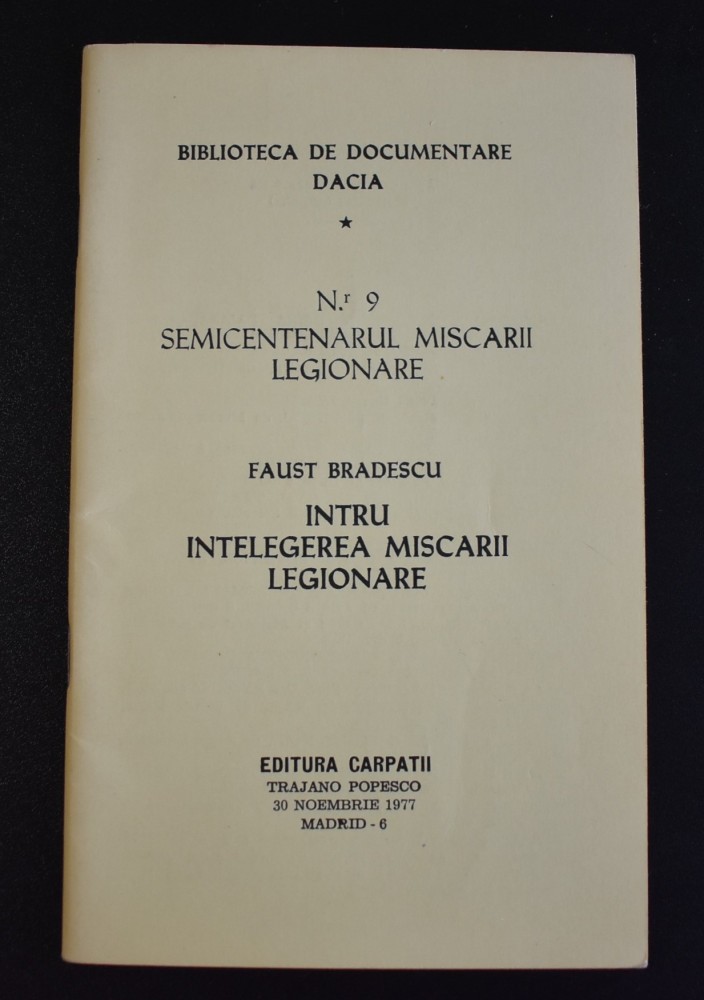 BIBLIOTECA DE DOCUMENTARE
DACIA
★
N.ʳ 9
SEMICENTENARUL MISCARII
LEGIONARE
FAUST BRADESCU
INTRU
INTELEGEREA MISCARII
LEGIONARE
EDITURA CARPATII
TRAJANO POPESCO
30 NOEMBRIE 1977
MADRID - 6